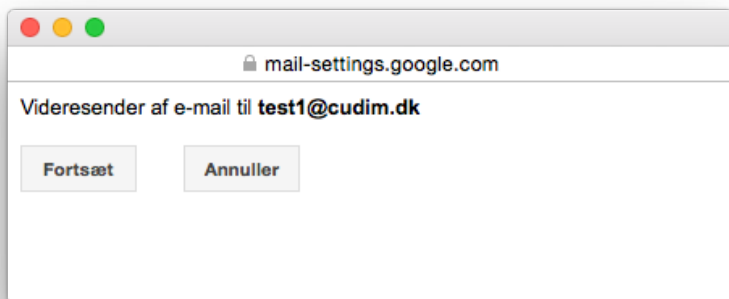 mail-settings.google.com
Videresender af e-mail til test1@cudim.dk
Fortsæt Annuller